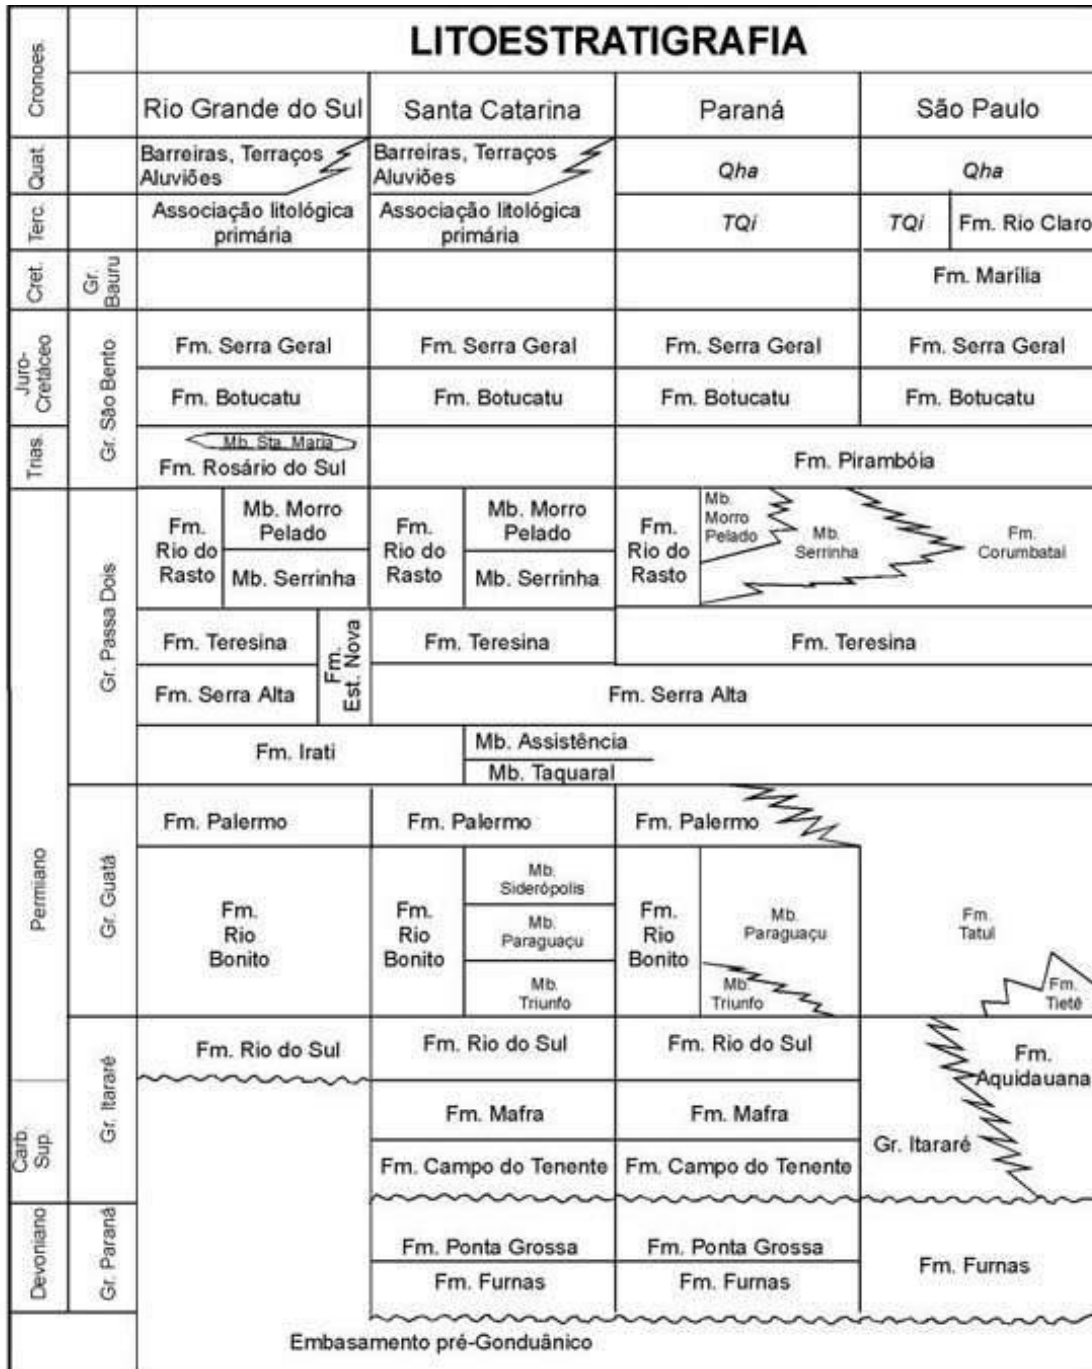 LITOESTRATIGRAFIA
Cronoes.
Rio Grande do Sul
Santa Catarina
Paraná
São Paulo
Quat.
Barreiras, Terraços
Aluviões
Barreiras, Terraços
Aluviões
Qha
Qha
Terc.
Associação litológica
primária
Associação litológica
primária
TQi
TQi
Fm. Rio Claro
Cret.
Gr.
Bauru
Fm. Marília
Juro-
Cretáceo
Gr. São Bento
Fm. Serra Geral
Fm. Serra Geral
Fm. Serra Geral
Fm. Serra Geral
Fm. Botucatu
Fm. Botucatu
Fm. Botucatu
Fm. Botucatu
Trias.
Mb. Sta. Maria
Fm. Rosário do Sul
Fm. Pirambóia
Permiano
Gr. Passa Dois
Fm.
Rio do
Rasto
Mb. Morro
Pelado
Mb. Serrinha
Fm.
Rio do
Rasto
Mb. Morro
Pelado
Mb. Serrinha
Fm.
Rio do
Rasto
Mb.
Morro
Pelado
Mb.
Serrinha
Fm.
Corumbataí
Fm. Teresina
Fm.
Est. Nova
Fm. Teresina
Fm. Teresina
Fm. Serra Alta
Fm. Serra Alta
Fm. Irati
Mb. Assistência
Mb. Taquaral
Gr. Guatá
Fm. Palermo
Fm. Palermo
Fm. Palermo
Fm.
Rio
Bonito
Fm.
Rio
Bonito
Mb.
Siderópolis
Mb.
Paraguaçu
Mb.
Triunfo
Fm.
Rio
Bonito
Mb.
Paraguaçu
Mb.
Triunfo
Fm.
Tatuí
Fm.
Tietê
Gr. Itararé
Fm. Rio do Sul
Fm. Rio do Sul
Fm. Rio do Sul
Fm.
Aquidauana
Carb.
Sup.
Fm. Mafra
Fm. Mafra
Gr. Itararé
Fm. Campo do Tenente
Fm. Campo do Tenente
Devoniano
Gr. Paraná
Fm. Ponta Grossa
Fm. Ponta Grossa
Fm. Furnas
Fm. Furnas
Fm. Furnas
Embasamento pré-Gonduânico